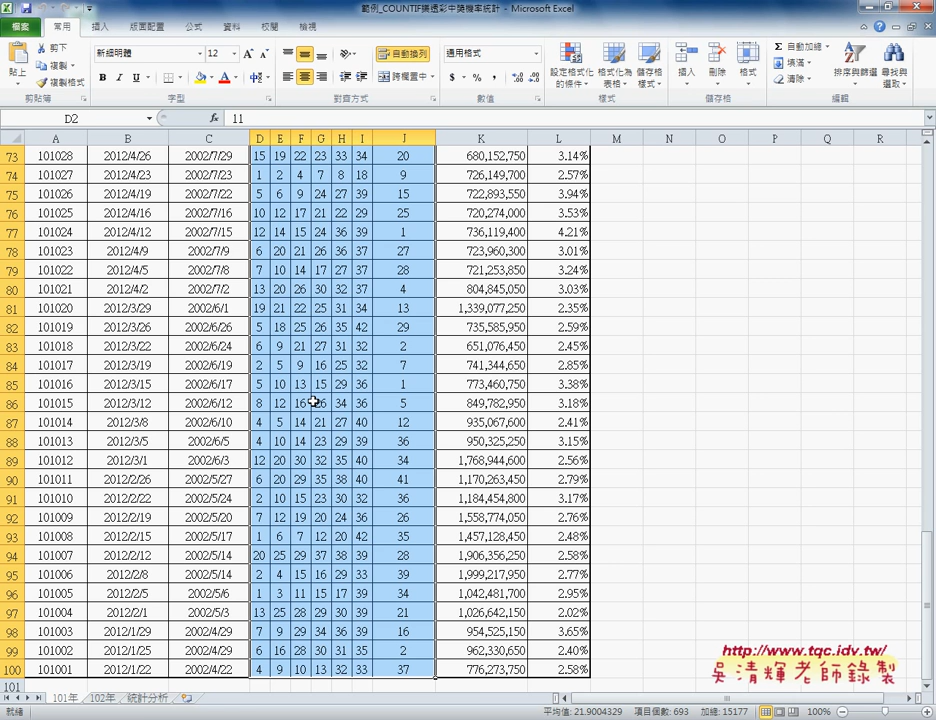 範例_COUNTIF摸透彩中獎機率統計 - Microsoft Excel
檔案 常用 插入 版面配置 公式 資料 校閱 檢視
貼上 剪下 複製 複製格式 剪貼簿
新細明體 12 字型
自動換列 跨欄置中 對齊方式
通用格式 數值
設定格式化的條件 格式化為表格 儲存格樣式 樣式
插入 刪除 格式 儲存格
自動加總 填滿 清除 排序與篩選 尋找與選取 編輯
D2 fx 11
A B C D E F G H I J K L M N O P Q R
73 101028 2012/4/26 2002/7/29 15 19 22 23 33 34 20 680,152,750 3.14%
74 101027 2012/4/23 2002/7/23 1 2 4 7 8 18 9 726,149,700 2.57%
75 101026 2012/4/19 2002/7/22 5 6 9 24 27 39 15 722,893,550 3.94%
76 101025 2012/4/16 2002/7/16 10 12 17 21 22 29 25 720,274,000 3.53%
77 101024 2012/4/12 2002/7/15 12 14 15 24 36 39 1 736,119,400 4.21%
78 101023 2012/4/9 2002/7/9 6 20 21 26 36 37 27 723,960,300 3.01%
79 101022 2012/4/5 2002/7/8 7 10 14 17 27 37 28 721,253,850 3.24%
80 101021 2012/4/2 2002/7/2 13 20 26 30 32 37 4 804,845,050 3.03%
81 101020 2012/3/29 2002/6/1 19 21 22 25 31 34 13 1,339,077,250 2.35%
82 101019 2012/3/26 2002/6/26 5 18 25 26 35 42 29 735,585,950 2.59%
83 101018 2012/3/22 2002/6/24 6 9 21 27 31 32 2 651,076,450 2.45%
84 101017 2012/3/19 2002/6/19 2 5 9 16 25 32 7 741,344,650 2.85%
85 101016 2012/3/15 2002/6/17 5 10 13 15 29 36 1 773,460,750 3.38%
86 101015 2012/3/12 2002/6/12 8 12 16 34 36 5 849,782,950 3.18%
87 101014 2012/3/8 2002/6/10 4 5 14 21 27 40 12 935,067,600 2.41%
88 101013 2012/3/5 2002/6/5 4 10 14 23 29 39 36 950,325,250 3.15%
89 101012 2012/3/1 2002/6/3 12 20 30 32 35 40 34 1,768,944,600 2.56%
90 101011 2012/2/26 2002/5/27 6 20 29 35 38 40 41 1,170,263,450 2.79%
91 101010 2012/2/22 2002/5/24 2 10 15 23 30 32 36 1,184,454,800 3.17%
92 101009 2012/2/19 2002/5/20 7 12 19 20 24 36 26 1,558,774,050 2.76%
93 101008 2012/2/15 2002/5/17 1 6 7 12 20 42 35 1,457,128,450 2.48%
94 101007 2012/2/12 2002/5/14 20 25 29 37 38 39 28 1,906,356,250 2.58%
95 101006 2012/2/8 2002/5/14 2 4 15 16 29 33 39 1,999,217,950 2.77%
96 101005 2012/2/5 2002/5/6 1 3 11 15 17 39 34 1,042,481,700 2.95%
97 101004 2012/2/1 2002/5/3 13 25 28 29 30 39 21 1,026,642,150 2.02%
98 101003 2012/1/29 2002/4/29 7 9 29 34 36 39 16 954,525,150 3.65%
99 101002 2012/1/25 2002/4/29 6 16 28 30 31 35 2 962,330,650 2.40%
100 101001 2012/1/22 2002/4/22 4 9 10 13 32 33 37 776,273,750 2.58%
101
http://www.tqc.idv.tw/
吳清輝老師錄製
101年 102年 統計分析
就緒 平均值: 21.9004329 項目個數: 693 加總: 15177 100%